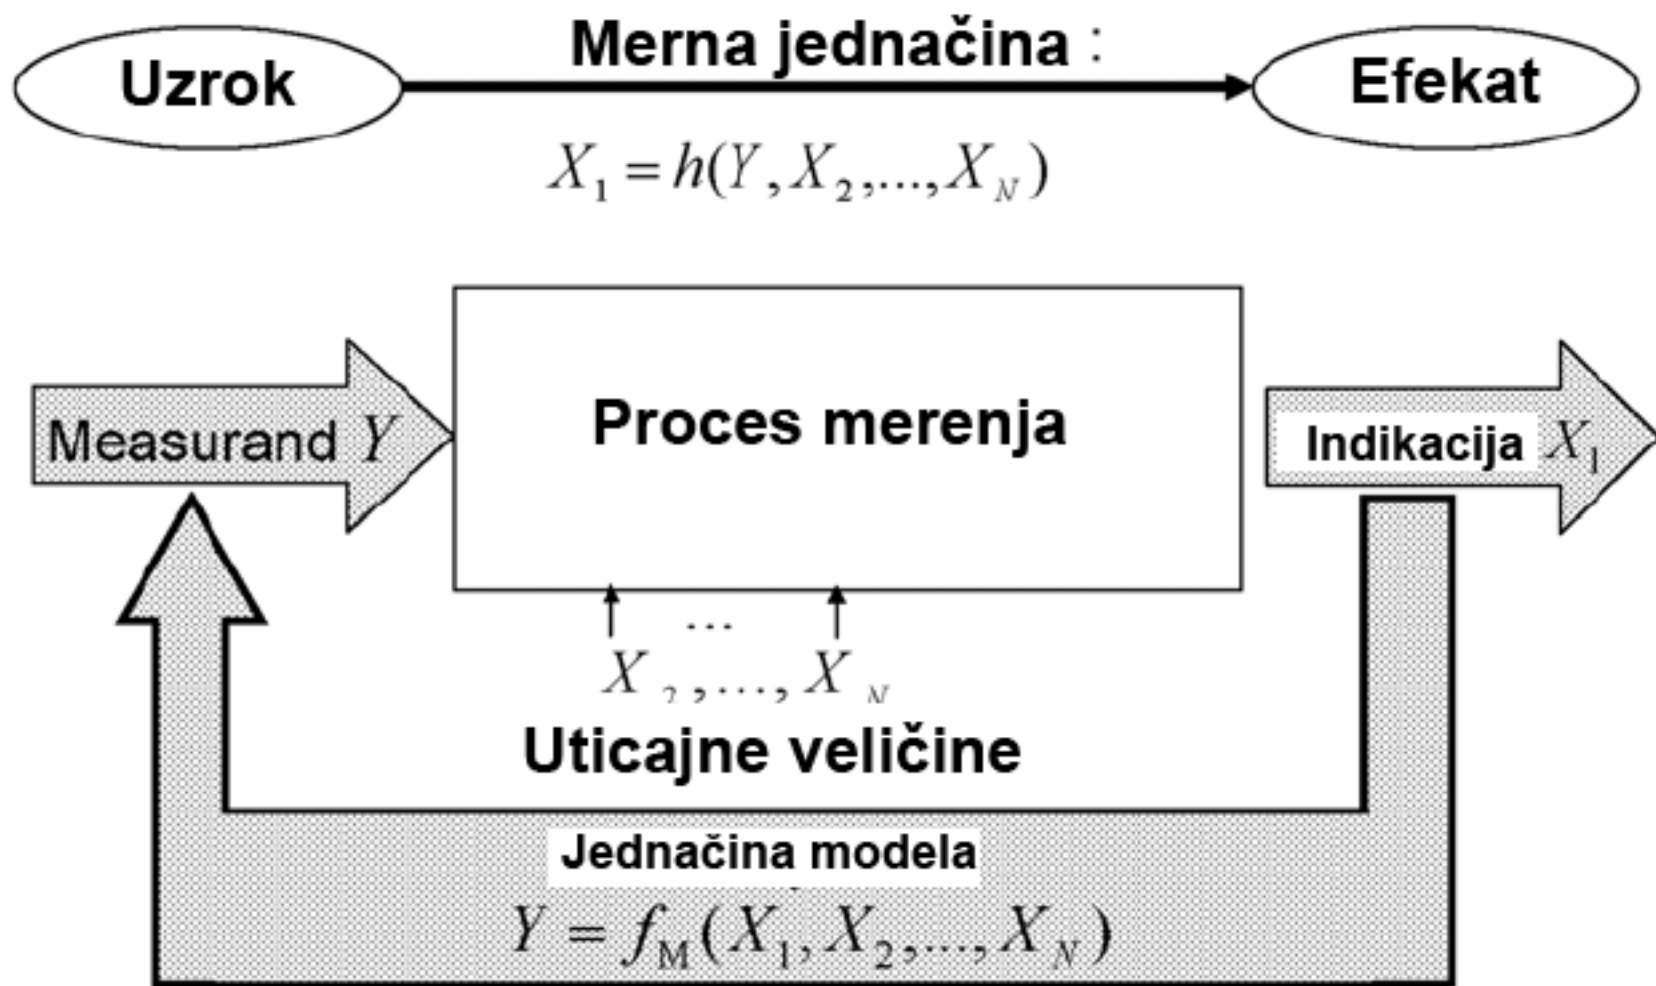 Merna jednačina :
Uzrok
Efekat
X₁ = h(Y, X₂,..., X_N)
Proces merenja
Measurand Y
Indikacija X₁
...
X₂,..., X_N
Uticajne veličine
Jednačina modela
Y = f_M(X₁, X₂,..., X_N)